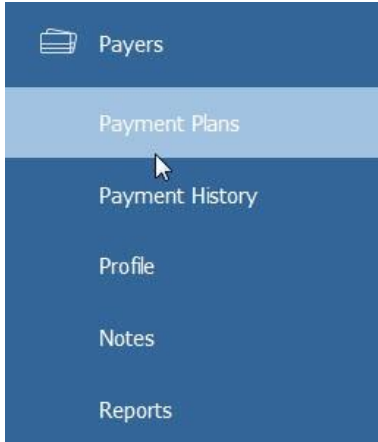 Payers
Payment Plans
Payment History
Profile
Notes
Reports